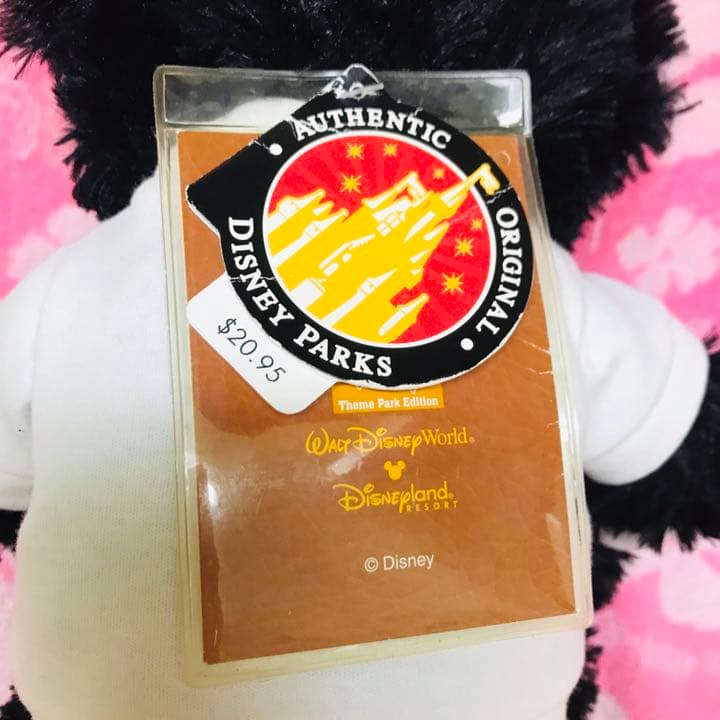 AUTHENTIC
ORIGINAL
DISNEY PARKS
$20.95
Theme Park Edition
Walt Disney World®
Disneyland®
RESORT
© Disney